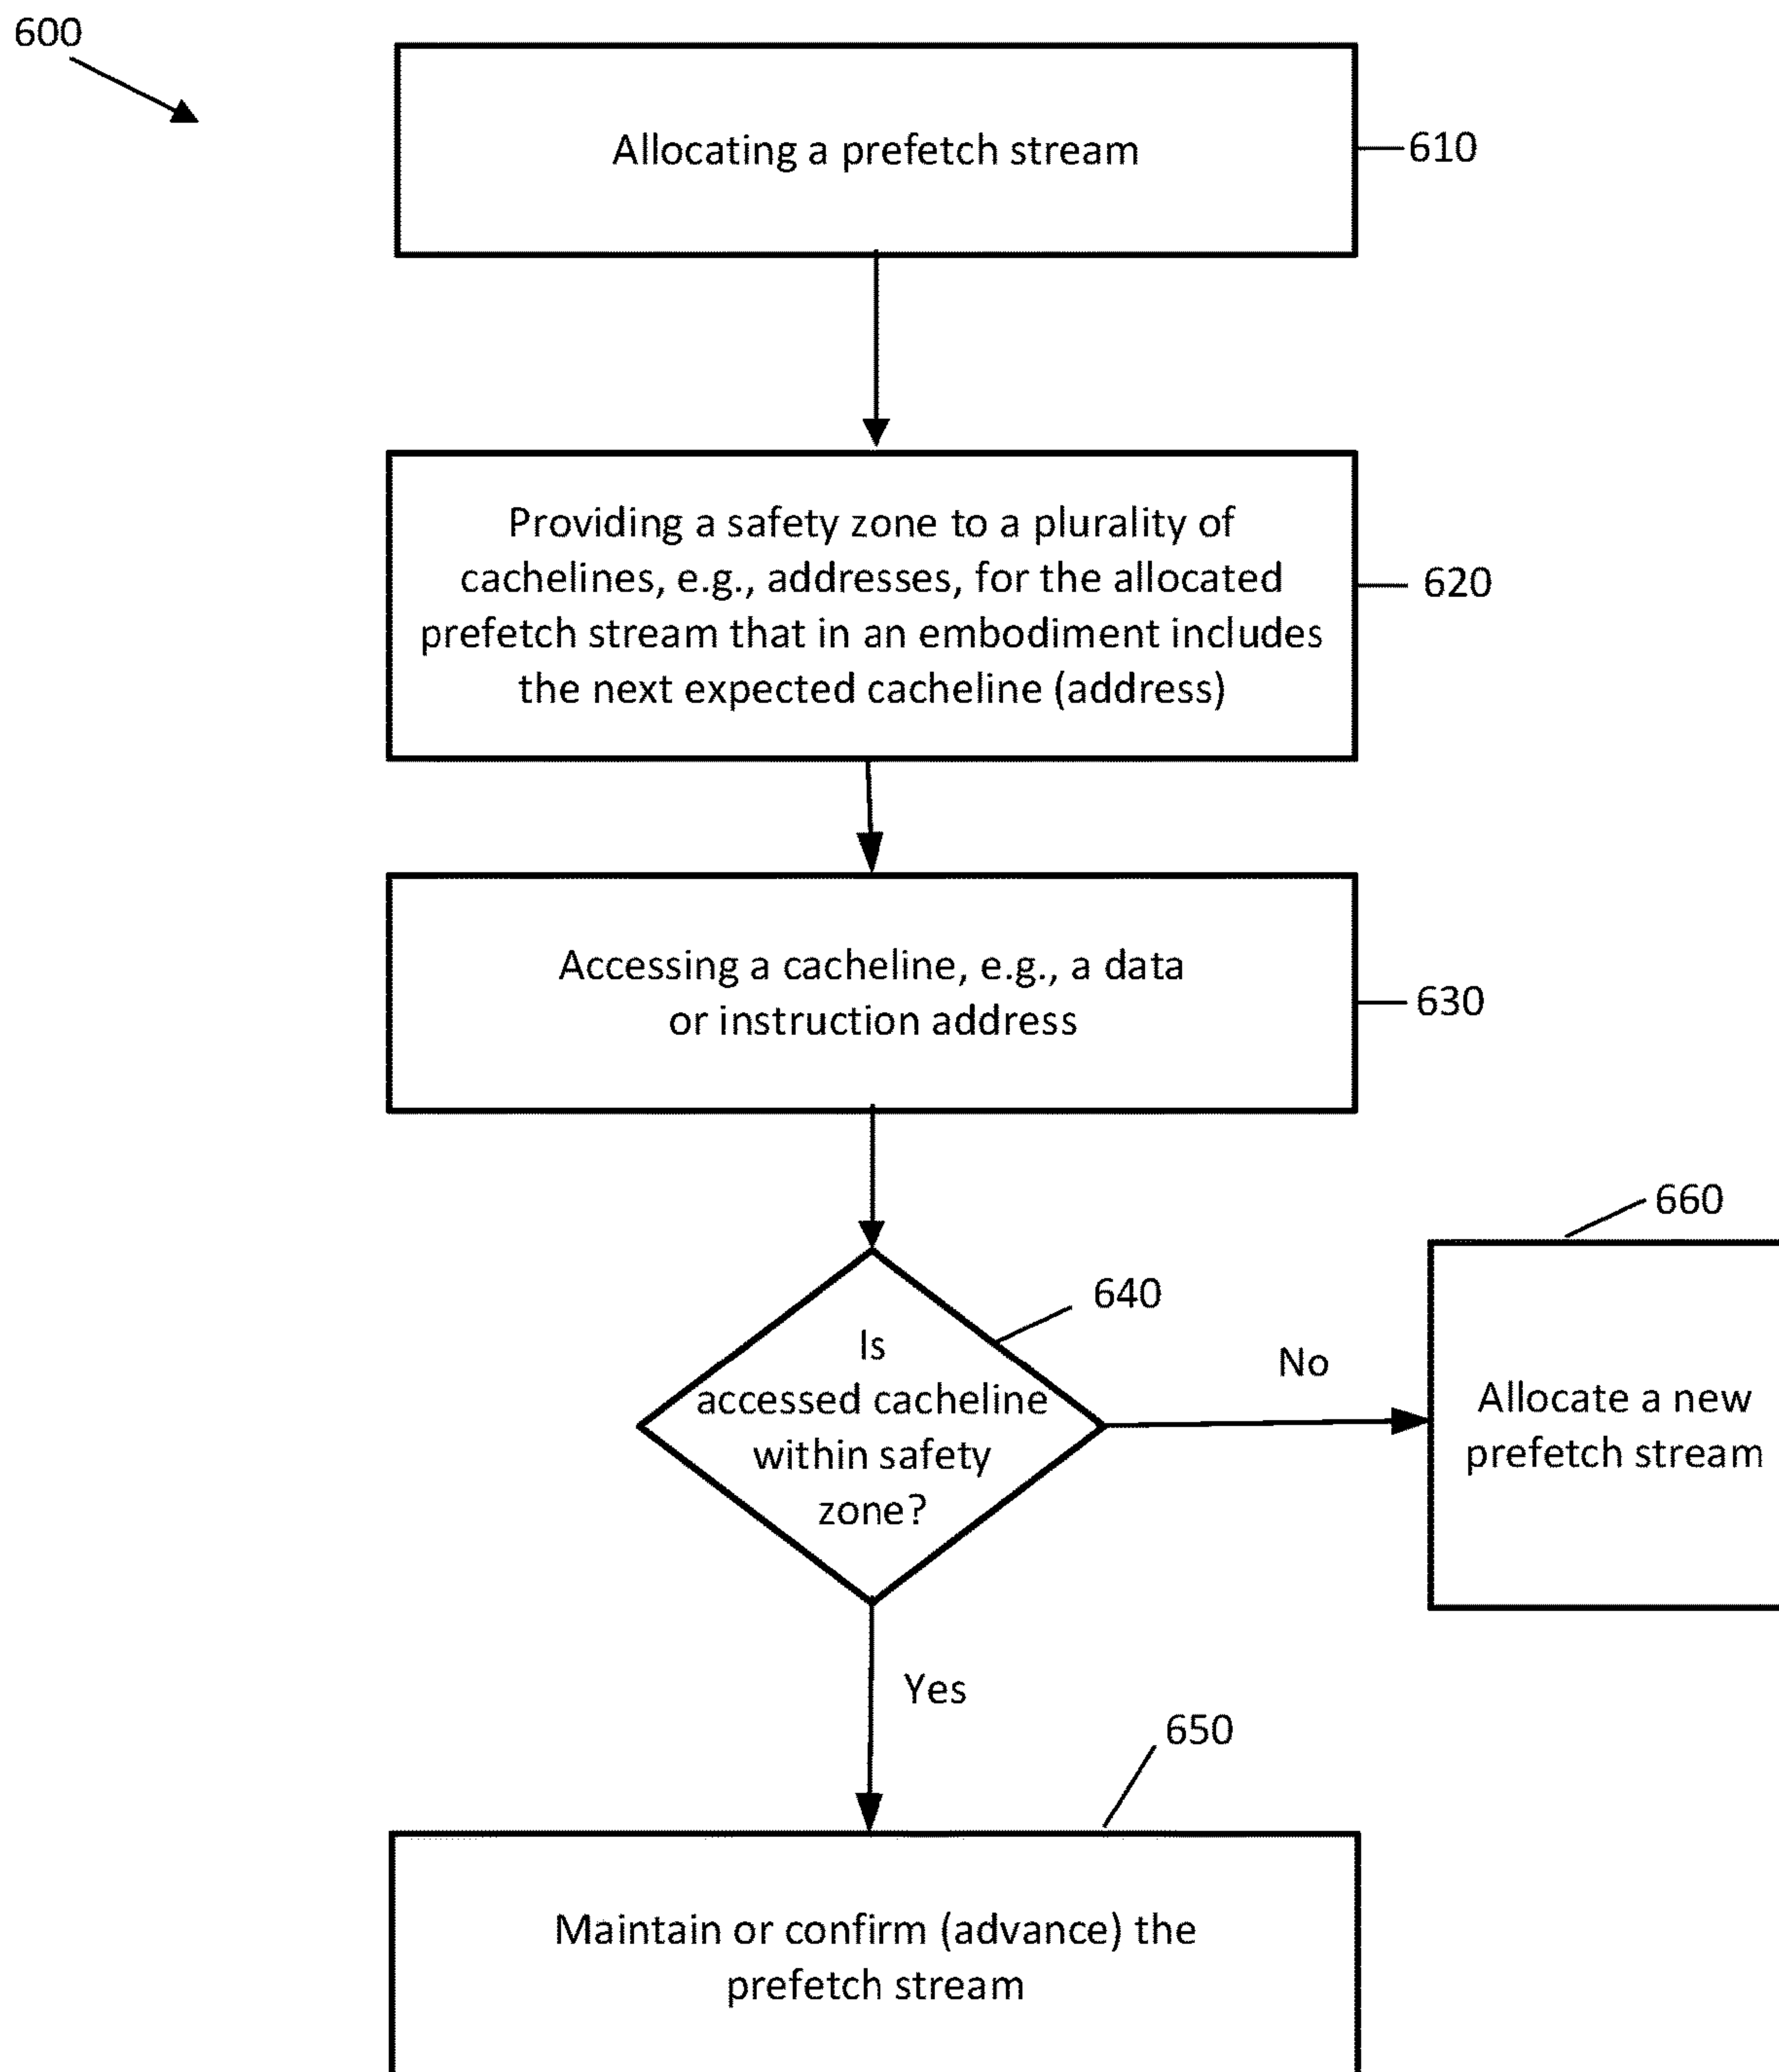 600
Allocating a prefetch stream
610
Providing a safety zone to a plurality of
cachelines, e.g., addresses, for the allocated
prefetch stream that in an embodiment includes
the next expected cacheline (address)
620
Accessing a cacheline, e.g., a data
or instruction address
630
660
640
Is
accessed cacheline
within safety
zone?
No
Allocate a new
prefetch stream
Yes
650
Maintain or confirm (advance) the
prefetch stream